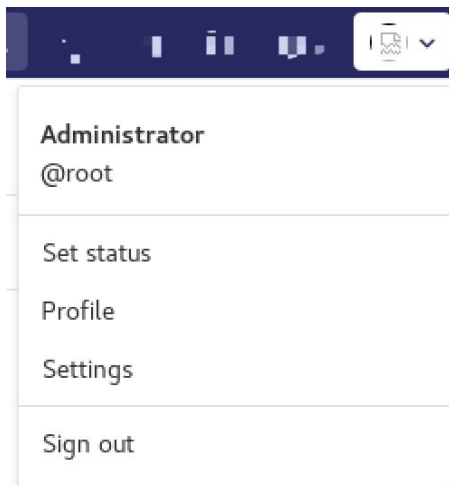 Administrator
@root
Set status
Profile
Settings
Sign out